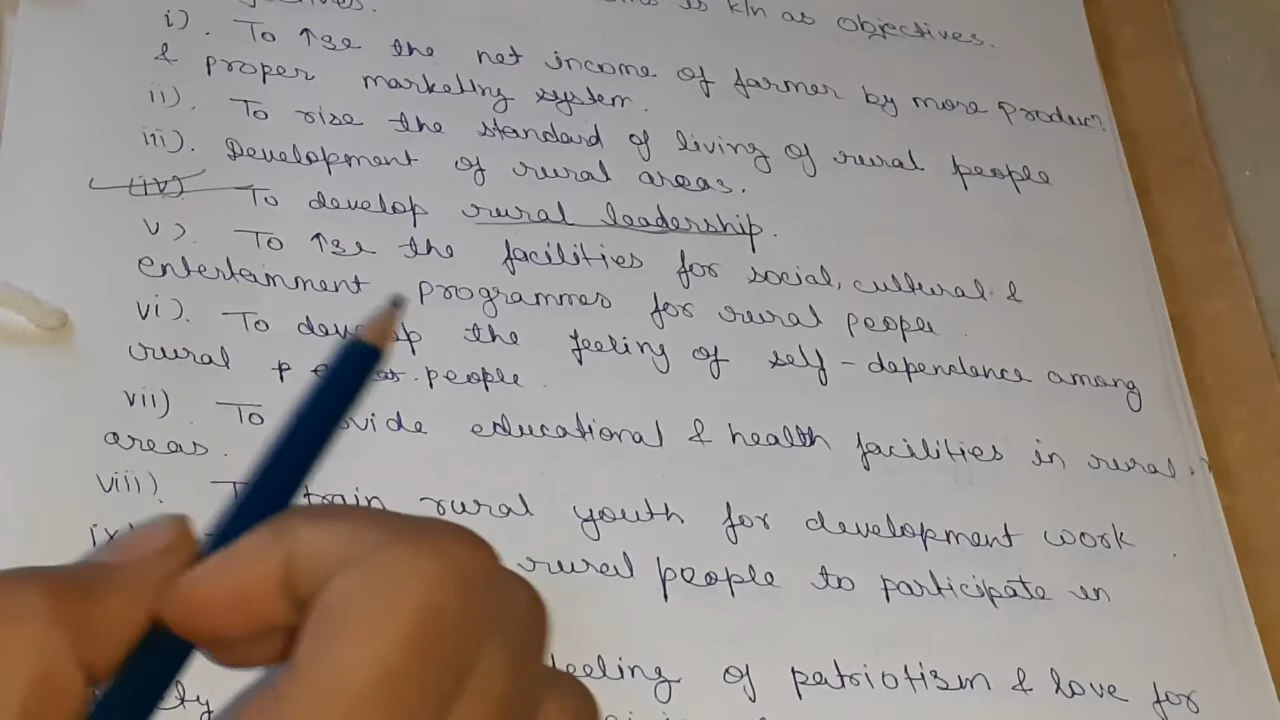 is k/n as objectives.
i). To ↑se the net income of farmer by more produc?
& proper marketing system.
ii). To rise the standard of living of rural people
iii). Development of rural areas.
(iv) To develop rural leadership.
v> To ↑se the facilities for social, cultural &
entertainment programmes for rural peope
vi). To develop the feeling of self-dependence among
rural people
vii) To vide educational & health facilities in rural
areas.
viii). train rural youth for development work.
ix)
rural people to participate in
feeling of patriotism & love for